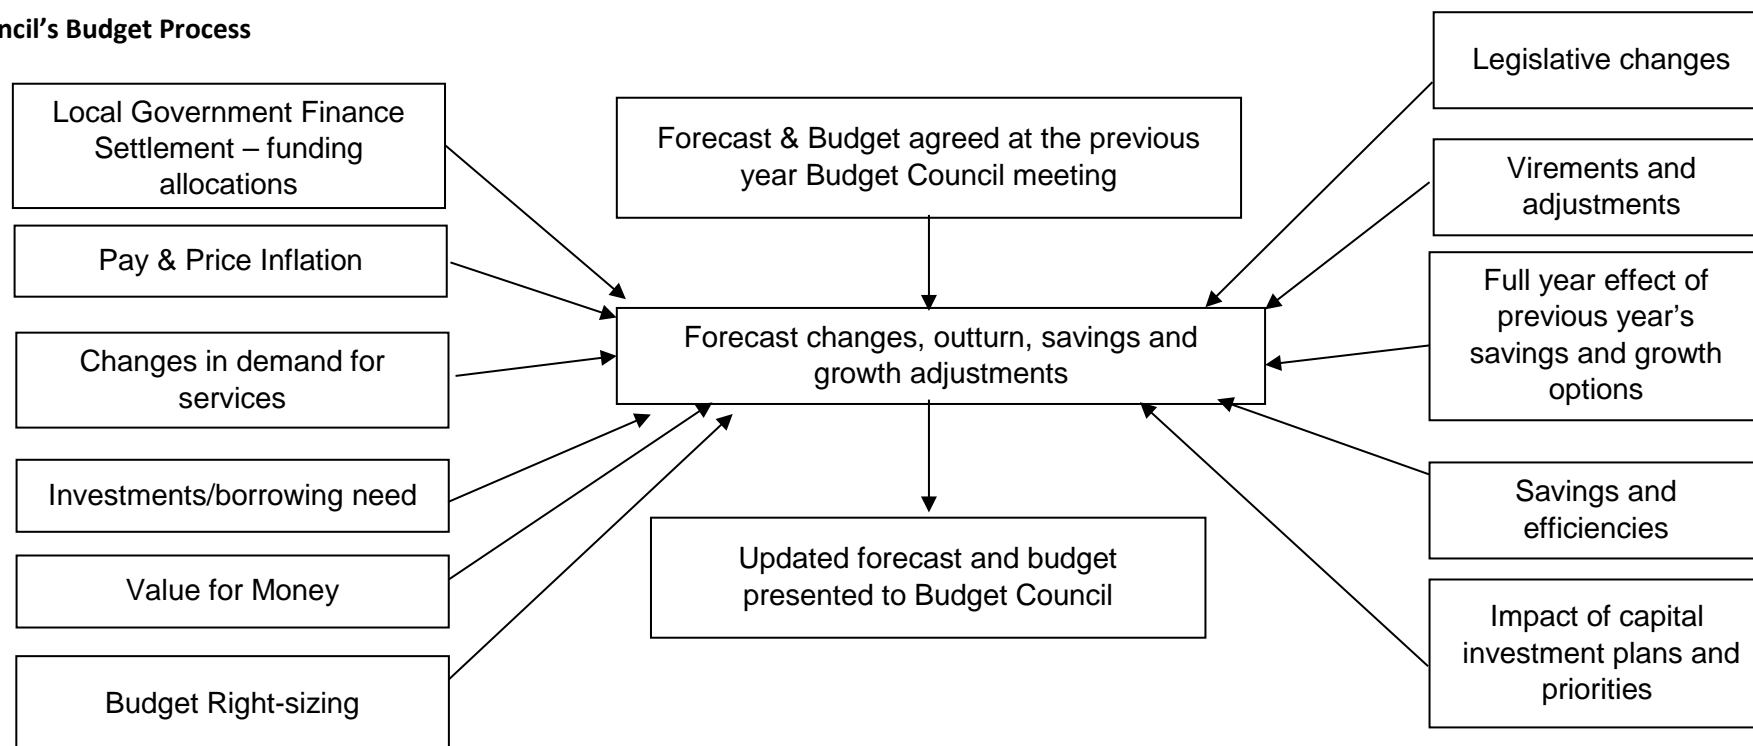 ncil’s Budget Process
Local Government Finance
Settlement – funding
allocations
Pay & Price Inflation
Changes in demand for
services
Investments/borrowing need
Value for Money
Budget Right-sizing
Forecast & Budget agreed at the previous
year Budget Council meeting
Forecast changes, outturn, savings and
growth adjustments
Updated forecast and budget
presented to Budget Council
Legislative changes
Virements and
adjustments
Full year effect of
previous year’s
savings and growth
options
Savings and
efficiencies
Impact of capital
investment plans and
priorities